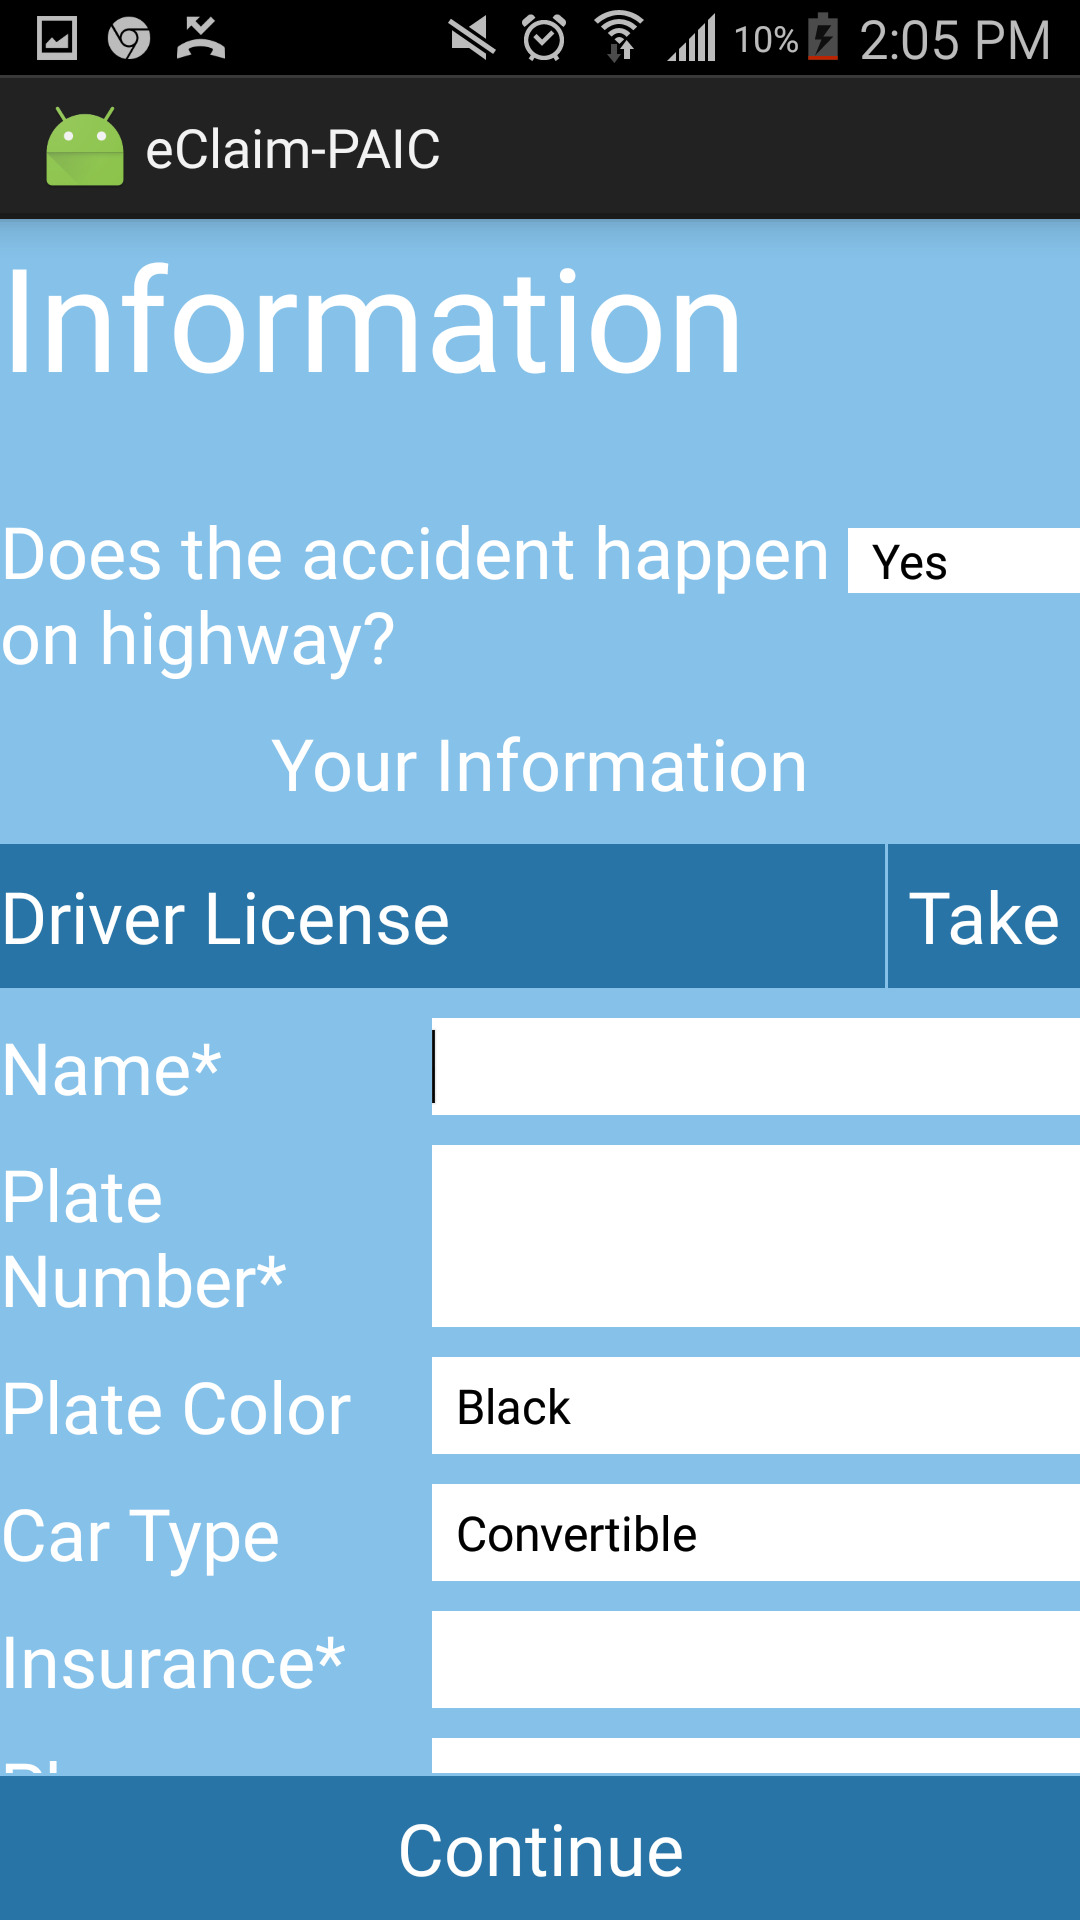 10% 2:05 PM
eClaim-PAIC
Information
Does the accident happen Yes
on highway?
Your Information
Driver License Take
Name*
Plate
Number*
Plate Color Black
Car Type Convertible
Insurance*
Continue